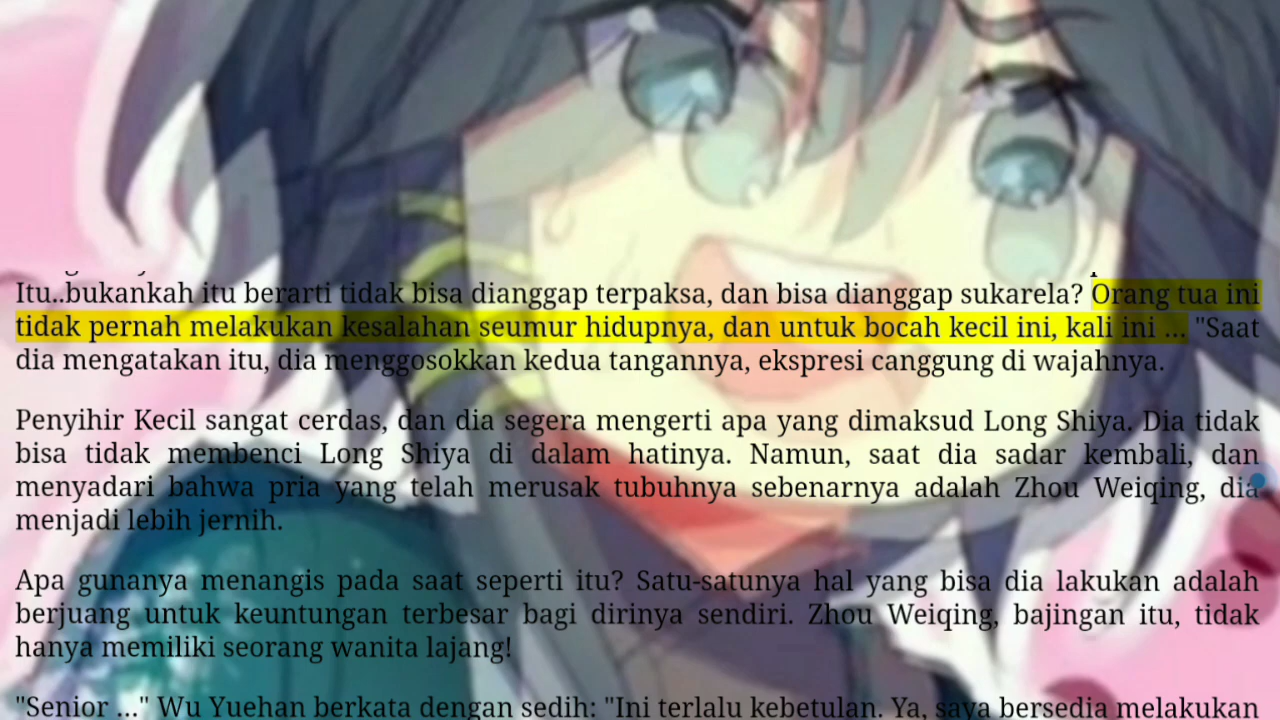 Itu..bukankah itu berarti tidak bisa dianggap terpaksa, dan bisa dianggap sukarela? Orang tua ini
tidak pernah melakukan kesalahan seumur hidupnya, dan untuk bocah kecil ini, kali ini ... "Saat
dia mengatakan itu, dia menggosokkan kedua tangannya, ekspresi canggung di wajahnya.
Penyihir Kecil sangat cerdas, dan dia segera mengerti apa yang dimaksud Long Shiya. Dia tidak
bisa tidak membenci Long Shiya di dalam hatinya. Namun, saat dia sadar kembali, dan
menyadari bahwa pria yang telah merusak tubuhnya sebenarnya adalah Zhou Weiqing, dia
menjadi lebih jernih.
Apa gunanya menangis pada saat seperti itu? Satu-satunya hal yang bisa dia lakukan adalah
berjuang untuk keuntungan terbesar bagi dirinya sendiri. Zhou Weiqing, bajingan itu, tidak
hanya memiliki seorang wanita lajang!
"Senior ..." Wu Yuehan berkata dengan sedih: "Ini terlalu kebetulan. Ya, saya bersedia melakukan